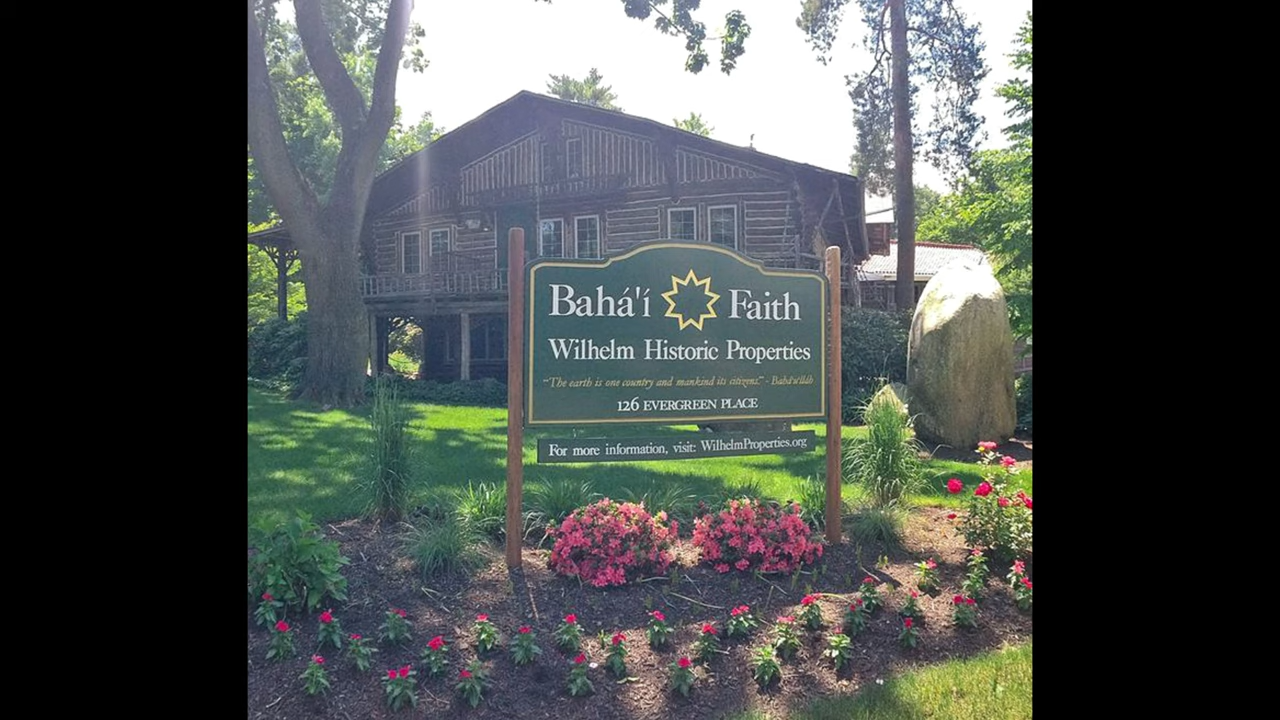 Bahá'í Faith
Wilhelm Historic Properties
"The earth is one country and mankind its citizens." - Bahá'u'lláh
126 EVERGREEN PLACE
For more information, visit: WilhelmProperties.org